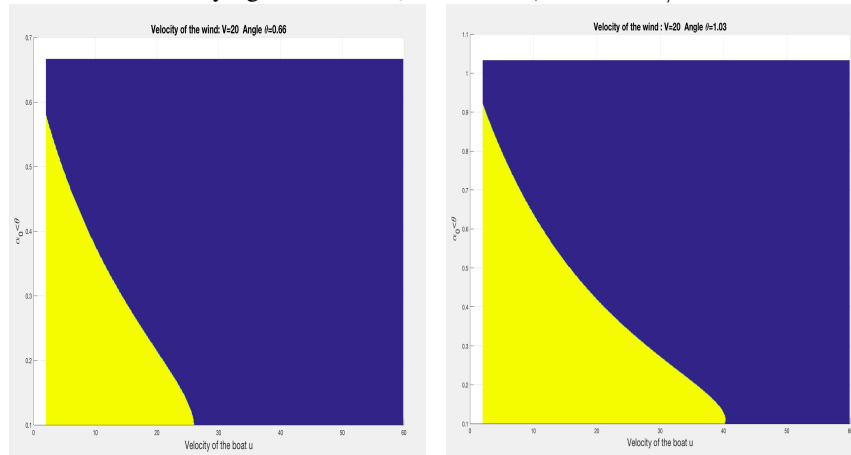 Velocity of the wind: V=20 Angle θ=0.66
0.7
0.6
0.5
0.4
0.3
0.2
0.1
α₀<θ
0 10 20 30 40 50 60
Velocity of the boat u
Velocity of the wind : V=20 Angle θ=1.03
1.1
1
0.9
0.8
0.7
0.6
0.5
0.4
0.3
0.2
0.1
α₀<θ
0 10 20 30 40 50 60
Velocity of the boat u